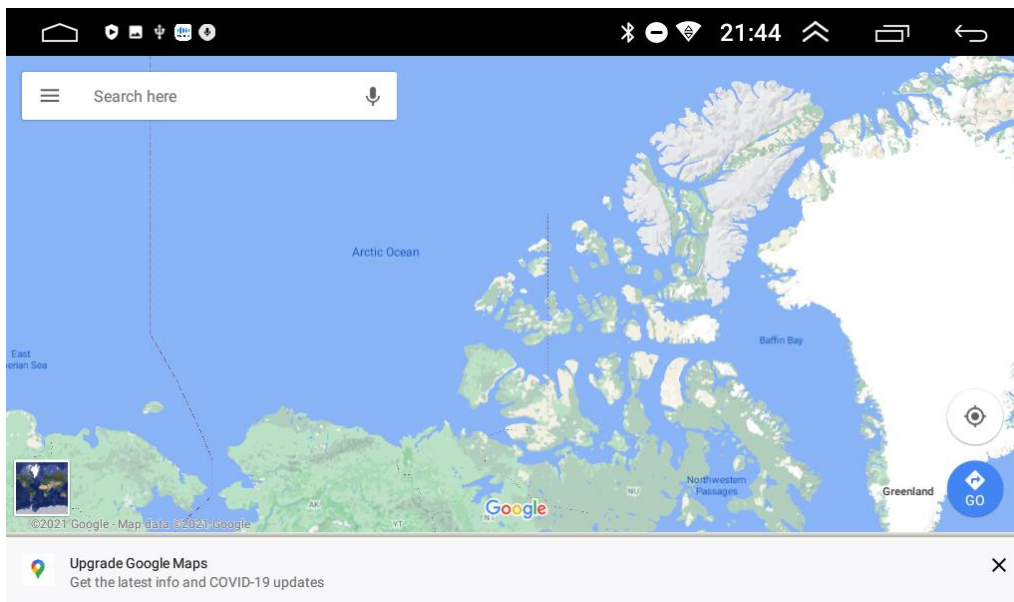 21:44
Search here
Arctic Ocean
Baffin Bay
East
erian Sea
Northwestern
Passages
NU
Greenland
GO
AK
YT
Google
©2021 Google - Map data ©2021 Google
Upgrade Google Maps
Get the latest info and COVID-19 updates